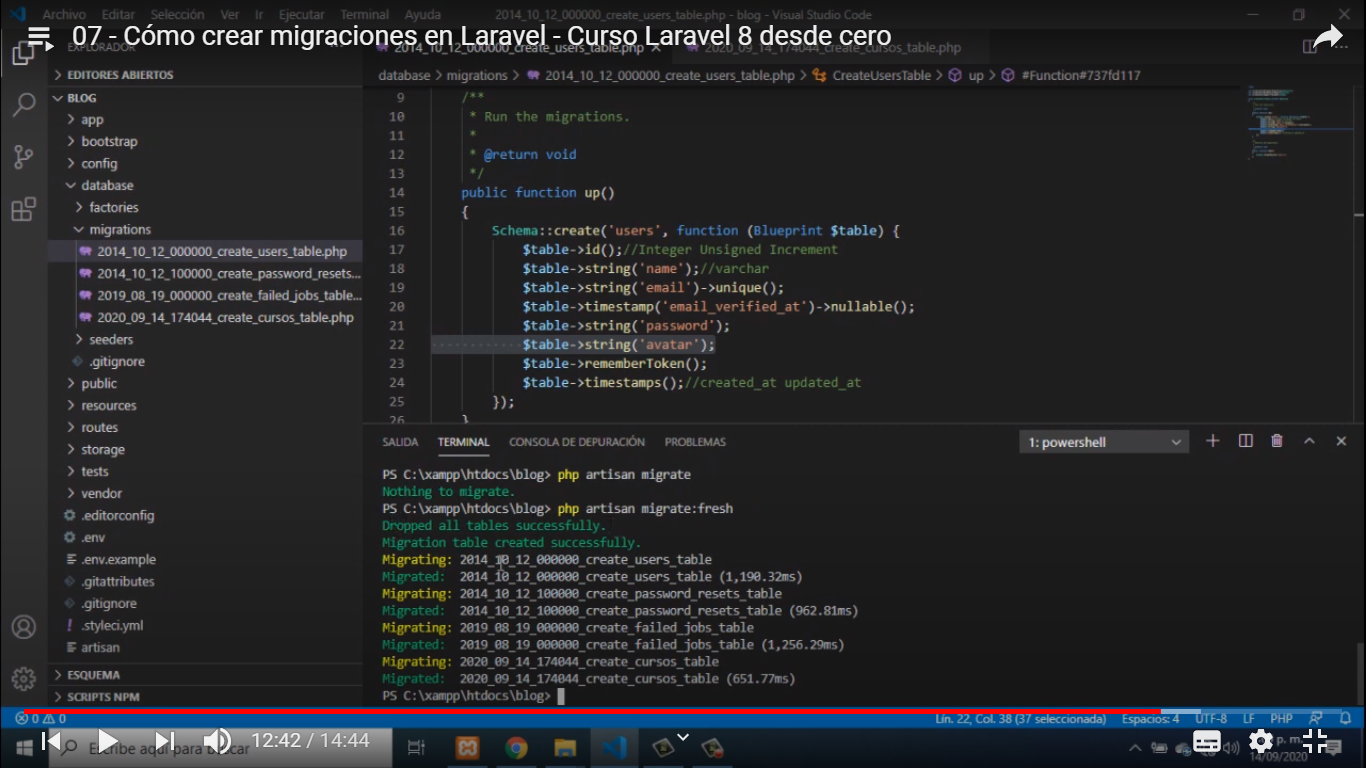 Archivo Editar Selección Ver Ir Ejecutar Terminal Ayuda 2014_10_12_000000_create_users_table.php - blog - Visual Studio Code
07 - Cómo crear migraciones en Laravel - Curso Laravel 8 desde cero
EXPLORADOR
2014_10_12_000000_create_users_table.php 2020_09_14_174044_create_cursos_table.php
EDITORES ABIERTOS
database > migrations > 2014_10_12_000000_create_users_table.php > CreateUsersTable > up > #Function#737fd117
BLOG
app
bootstrap
config
database
factories
migrations
2014_10_12_000000_create_users_table.php
2014_10_12_100000_create_password_resets...
2019_08_19_000000_create_failed_jobs_table...
2020_09_14_174044_create_cursos_table.php
seeders
.gitignore
public
resources
routes
storage
tests
vendor
.editorconfig
.env
.env.example
.gitattributes
.gitignore
.styleci.yml
artisan
ESQUEMA
SCRIPTS NPM
9 /**
10 * Run the migrations.
11 *
12 * @return void
13 */
14 public function up()
15 {
16 Schema::create('users', function (Blueprint $table) {
17 $table->id();//Integer Unsigned Increment
18 $table->string('name');//varchar
19 $table->string('email')->unique();
20 $table->timestamp('email_verified_at')->nullable();
21 $table->string('password');
22 $table->string('avatar');
23 $table->rememberToken();
24 $table->timestamps();//created_at updated_at
25 });
26 }
SALIDA TERMINAL CONSOLA DE DEPURACIÓN PROBLEMAS 1: powershell
PS C:\xampp\htdocs\blog> php artisan migrate
Nothing to migrate.
PS C:\xampp\htdocs\blog> php artisan migrate:fresh
Dropped all tables successfully.
Migration table created successfully.
Migrating: 2014_10_12_000000_create_users_table
Migrated: 2014_10_12_000000_create_users_table (1,190.32ms)
Migrating: 2014_10_12_100000_create_password_resets_table
Migrated: 2014_10_12_100000_create_password_resets_table (962.81ms)
Migrating: 2019_08_19_000000_create_failed_jobs_table
Migrated: 2019_08_19_000000_create_failed_jobs_table (1,256.29ms)
Migrating: 2020_09_14_174044_create_cursos_table
Migrated: 2020_09_14_174044_create_cursos_table (651.77ms)
PS C:\xampp\htdocs\blog>
0 0 Lín. 22, Col. 38 (37 seleccionada) Espacios: 4 UTF-8 LF PHP
Escribe aquí para buscar
12:42 / 14:44
p. m.
14/09/2020